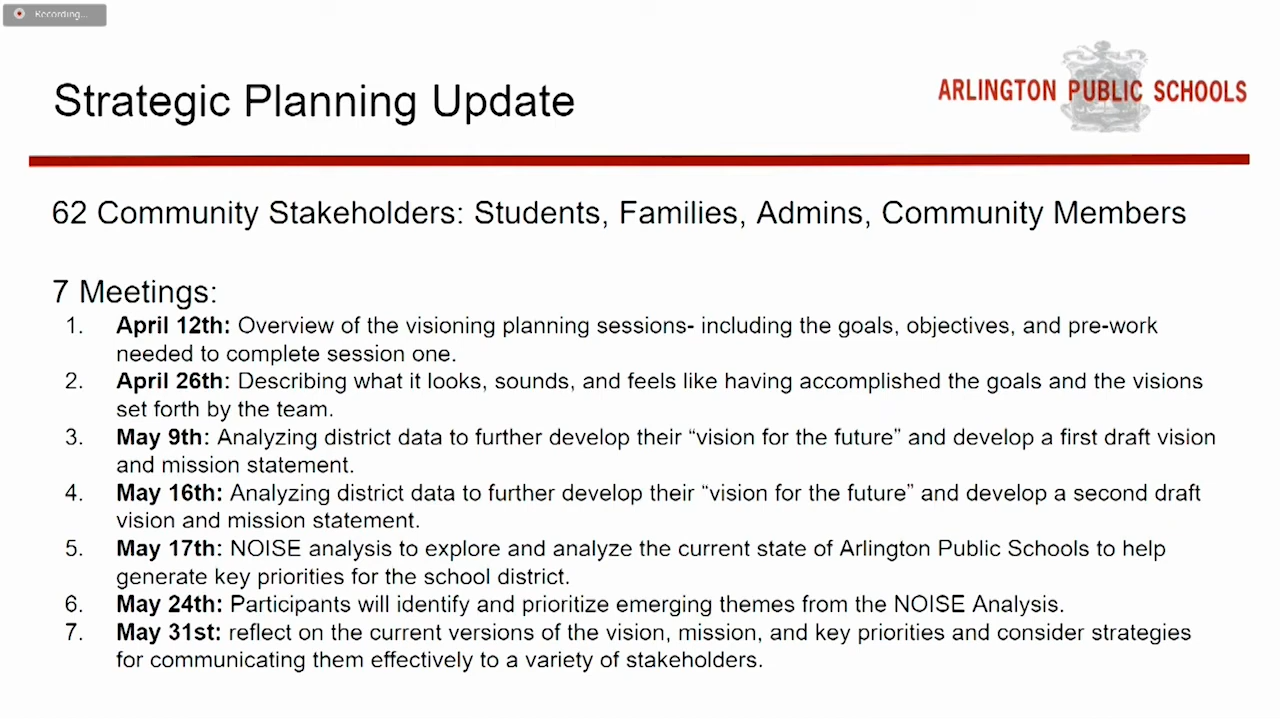 Recording...
Strategic Planning Update
ARLINGTON PUBLIC SCHOOLS
62 Community Stakeholders: Students, Families, Admins, Community Members
7 Meetings:
1. April 12th: Overview of the visioning planning sessions- including the goals, objectives, and pre-work
needed to complete session one.
2. April 26th: Describing what it looks, sounds, and feels like having accomplished the goals and the visions
set forth by the team.
3. May 9th: Analyzing district data to further develop their “vision for the future” and develop a first draft vision
and mission statement.
4. May 16th: Analyzing district data to further develop their “vision for the future” and develop a second draft
vision and mission statement.
5. May 17th: NOISE analysis to explore and analyze the current state of Arlington Public Schools to help
generate key priorities for the school district.
6. May 24th: Participants will identify and prioritize emerging themes from the NOISE Analysis.
7. May 31st: reflect on the current versions of the vision, mission, and key priorities and consider strategies
for communicating them effectively to a variety of stakeholders.